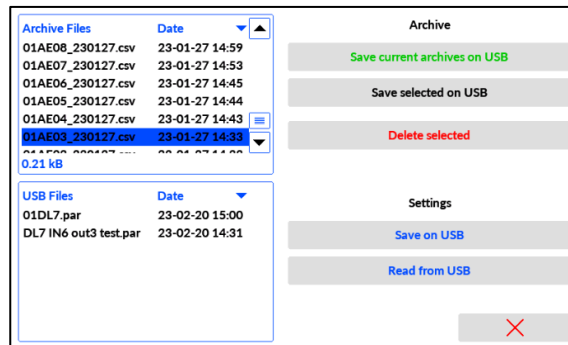 Archive Files Date
01AE08_230127.csv 23-01-27 14:59
01AE07_230127.csv 23-01-27 14:53
01AE06_230127.csv 23-01-27 14:45
01AE05_230127.csv 23-01-27 14:44
01AE04_230127.csv 23-01-27 14:43
01AE03_230127.csv 23-01-27 14:33
0.21 kB
USB Files Date
01DL7.par 23-02-20 15:00
DL7 IN6 out3 test.par 23-02-20 14:31
Archive
Save current archives on USB
Save selected on USB
Delete selected
Settings
Save on USB
Read from USB